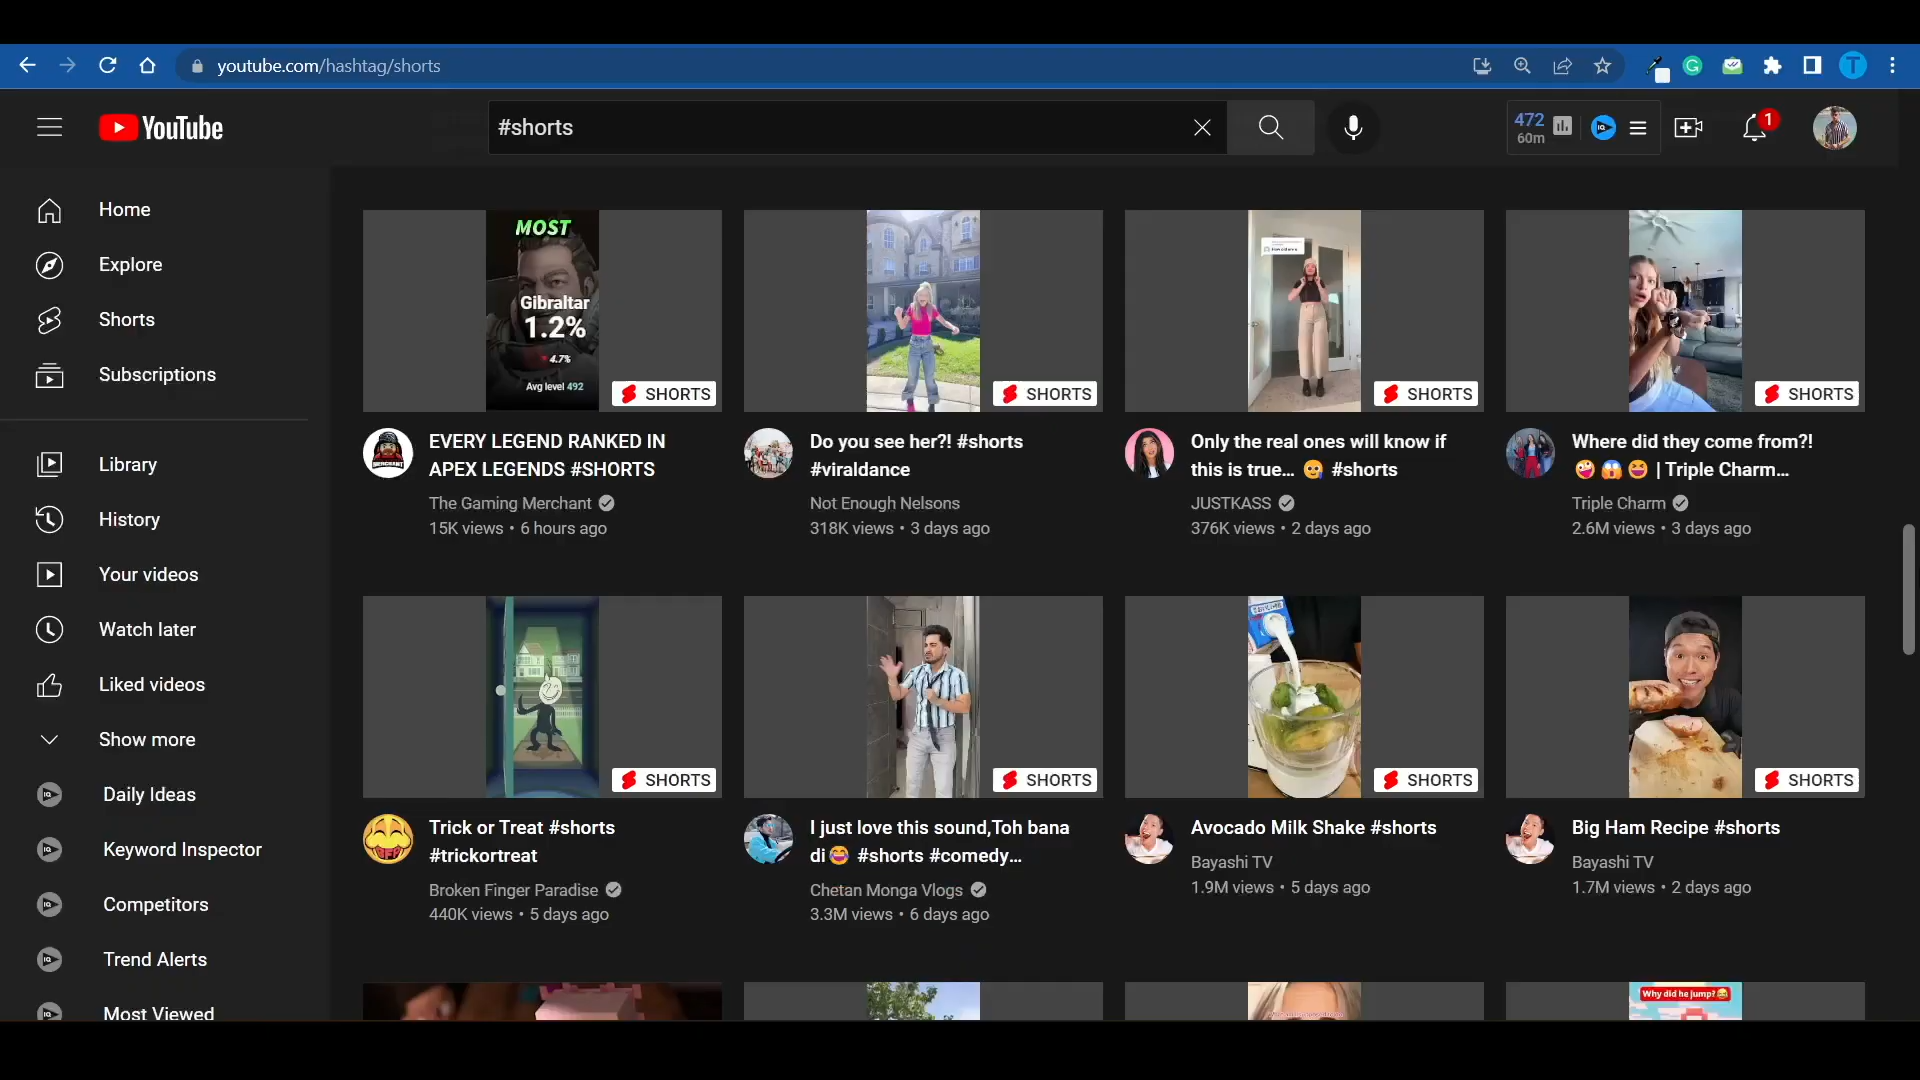 youtube.com/hashtag/shorts
YouTube
#shorts
472
60m
1
Home
Explore
Shorts
Subscriptions
Library
History
Your videos
Watch later
Liked videos
Show more
Daily Ideas
Keyword Inspector
Competitors
Trend Alerts
Most Viewed
MOST
Gibraltar
1.2%
4.7%
Avg level 492
SHORTS
SHORTS
SHORTS
SHORTS
EVERY LEGEND RANKED IN
APEX LEGENDS #SHORTS
The Gaming Merchant
15K views • 6 hours ago
Do you see her?! #shorts
#viraldance
Not Enough Nelsons
318K views • 3 days ago
Only the real ones will know if
this is true... 😢 #shorts
JUSTKASS
376K views • 2 days ago
Where did they come from?!
🤪 😱 😆 | Triple Charm...
Triple Charm
2.6M views • 3 days ago
SHORTS
SHORTS
SHORTS
SHORTS
Trick or Treat #shorts
#trickortreat
Broken Finger Paradise
440K views • 5 days ago
I just love this sound,Toh bana
di😂 #shorts #comedy...
Chetan Monga Vlogs
3.3M views • 6 days ago
Avocado Milk Shake #shorts
Bayashi TV
1.9M views • 5 days ago
Big Ham Recipe #shorts
Bayashi TV
1.7M views • 2 days ago
Why did he jump?😂